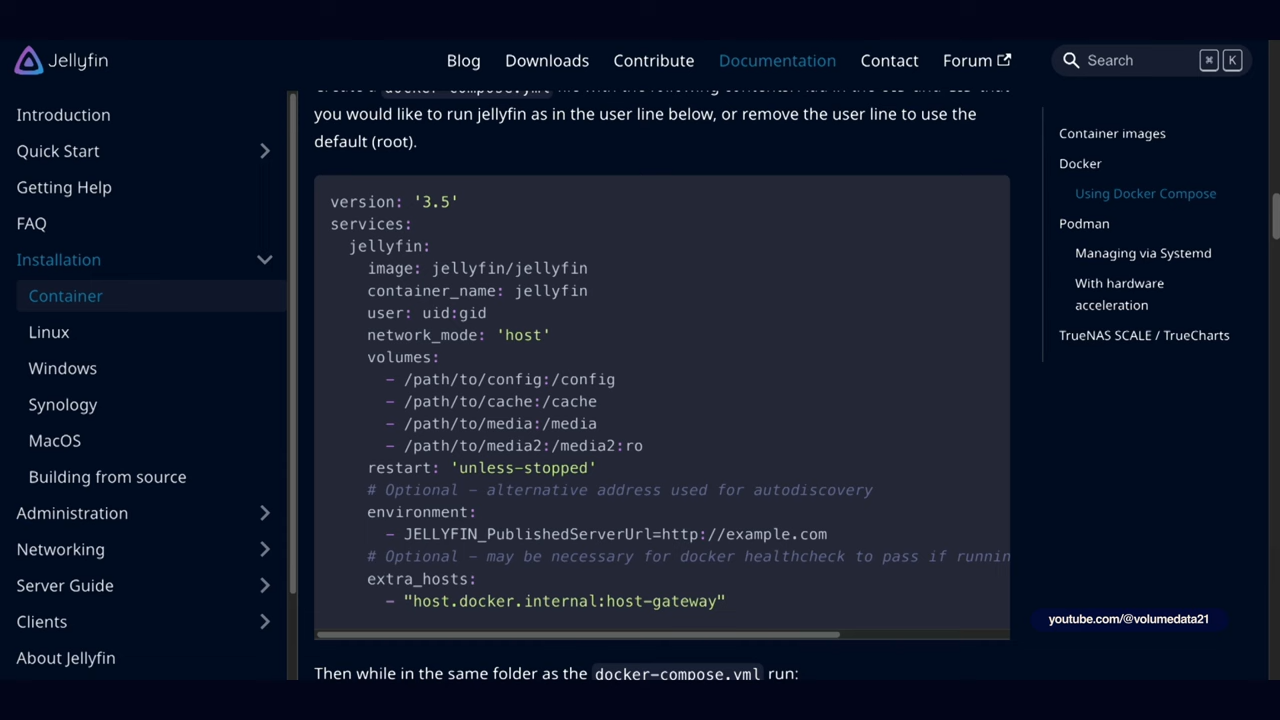 Jellyfin
Blog
Downloads
Contribute
Documentation
Contact
Forum
Search
⌘ K
Introduction
Quick Start
Getting Help
FAQ
Installation
Container
Linux
Windows
Synology
MacOS
Building from source
Administration
Networking
Server Guide
Clients
About Jellyfin
docker-compose.yml
you would like to run jellyfin as in the user line below, or remove the user line to use the
default (root).
version: '3.5'
services:
jellyfin:
image: jellyfin/jellyfin
container_name: jellyfin
user: uid:gid
network_mode: 'host'
volumes:
- /path/to/config:/config
- /path/to/cache:/cache
- /path/to/media:/media
- /path/to/media2:/media2:ro
restart: 'unless-stopped'
# Optional - alternative address used for autodiscovery
environment:
- JELLYFIN_PublishedServerUrl=http://example.com
# Optional - may be necessary for docker healthcheck to pass if runnin
extra_hosts:
- "host.docker.internal:host-gateway"
Then while in the same folder as the docker-compose.yml run:
Container images
Docker
Using Docker Compose
Podman
Managing via Systemd
With hardware
acceleration
TrueNAS SCALE / TrueCharts
youtube.com/@volumedata21